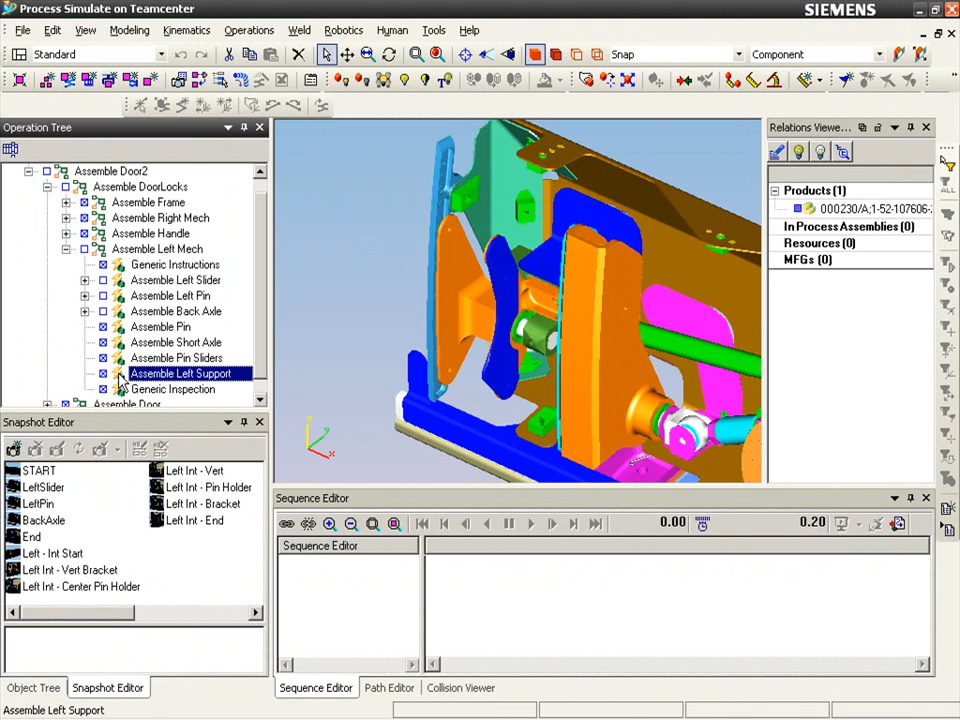 Process Simulate on Teamcenter
SIEMENS
File Edit View Modeling Kinematics Operations Weld Robotics Human Tools Help
Standard
Snap
Component
Operation Tree
Relations Viewe...
Assemble Door2
Assemble DoorLocks
Assemble Frame
Assemble Right Mech
Assemble Handle
Assemble Left Mech
Generic Instructions
Assemble Left Slider
Assemble Left Pin
Assemble Back Axle
Assemble Pin
Assemble Short Axle
Assemble Pin Sliders
Assemble Left Support
Generic Inspection
Assemble Door
Products (1)
000230/A;1-52-107606-
In Process Assemblies (0)
Resources (0)
MFGs (0)
ALL
Snapshot Editor
START
LeftSlider
LeftPin
BackAxle
End
Left - Int Start
Left Int - Vert Bracket
Left Int - Center Pin Holder
Left Int - Vert
Left Int - Pin Holder
Left Int - Bracket
Left Int - End
Z
X
Sequence Editor
0.00
0.20
Sequence Editor
Object Tree
Snapshot Editor
Sequence Editor
Path Editor
Collision Viewer
Assemble Left Support